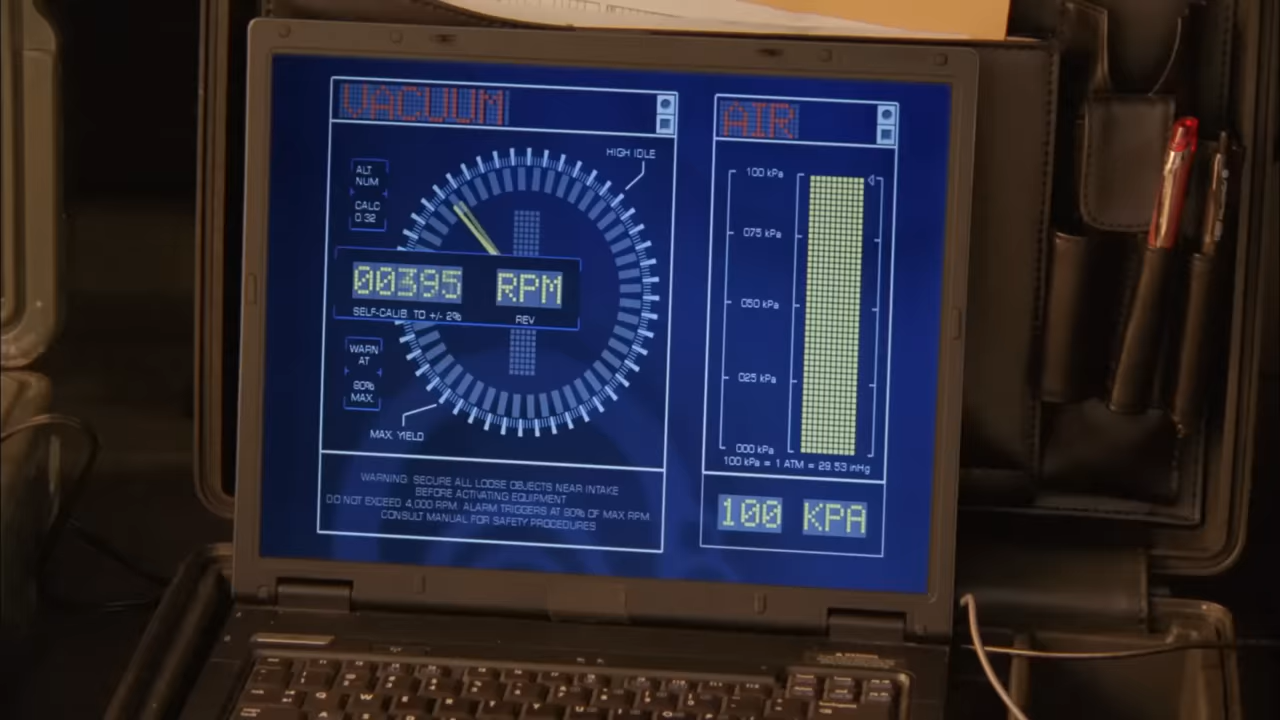 VACUUM
HIGH IDLE
ALT
NUM
CALC
0.32
00395 RPM
SELF-CALIB TO +/- 2% REV
WARN
AT
90%
MAX.
MAX. YIELD
WARNING: SECURE ALL LOOSE OBJECTS NEAR INTAKE
BEFORE ACTIVATING EQUIPMENT
DO NOT EXCEED 4,000 RPM. ALARM TRIGGERS AT 90% OF MAX RPM.
CONSULT MANUAL FOR SAFETY PROCEDURES
AIR
100 kPa
075 kPa
050 kPa
025 kPa
000 kPa
100 kPa = 1 ATM = 29.53 inHg
100 KPA